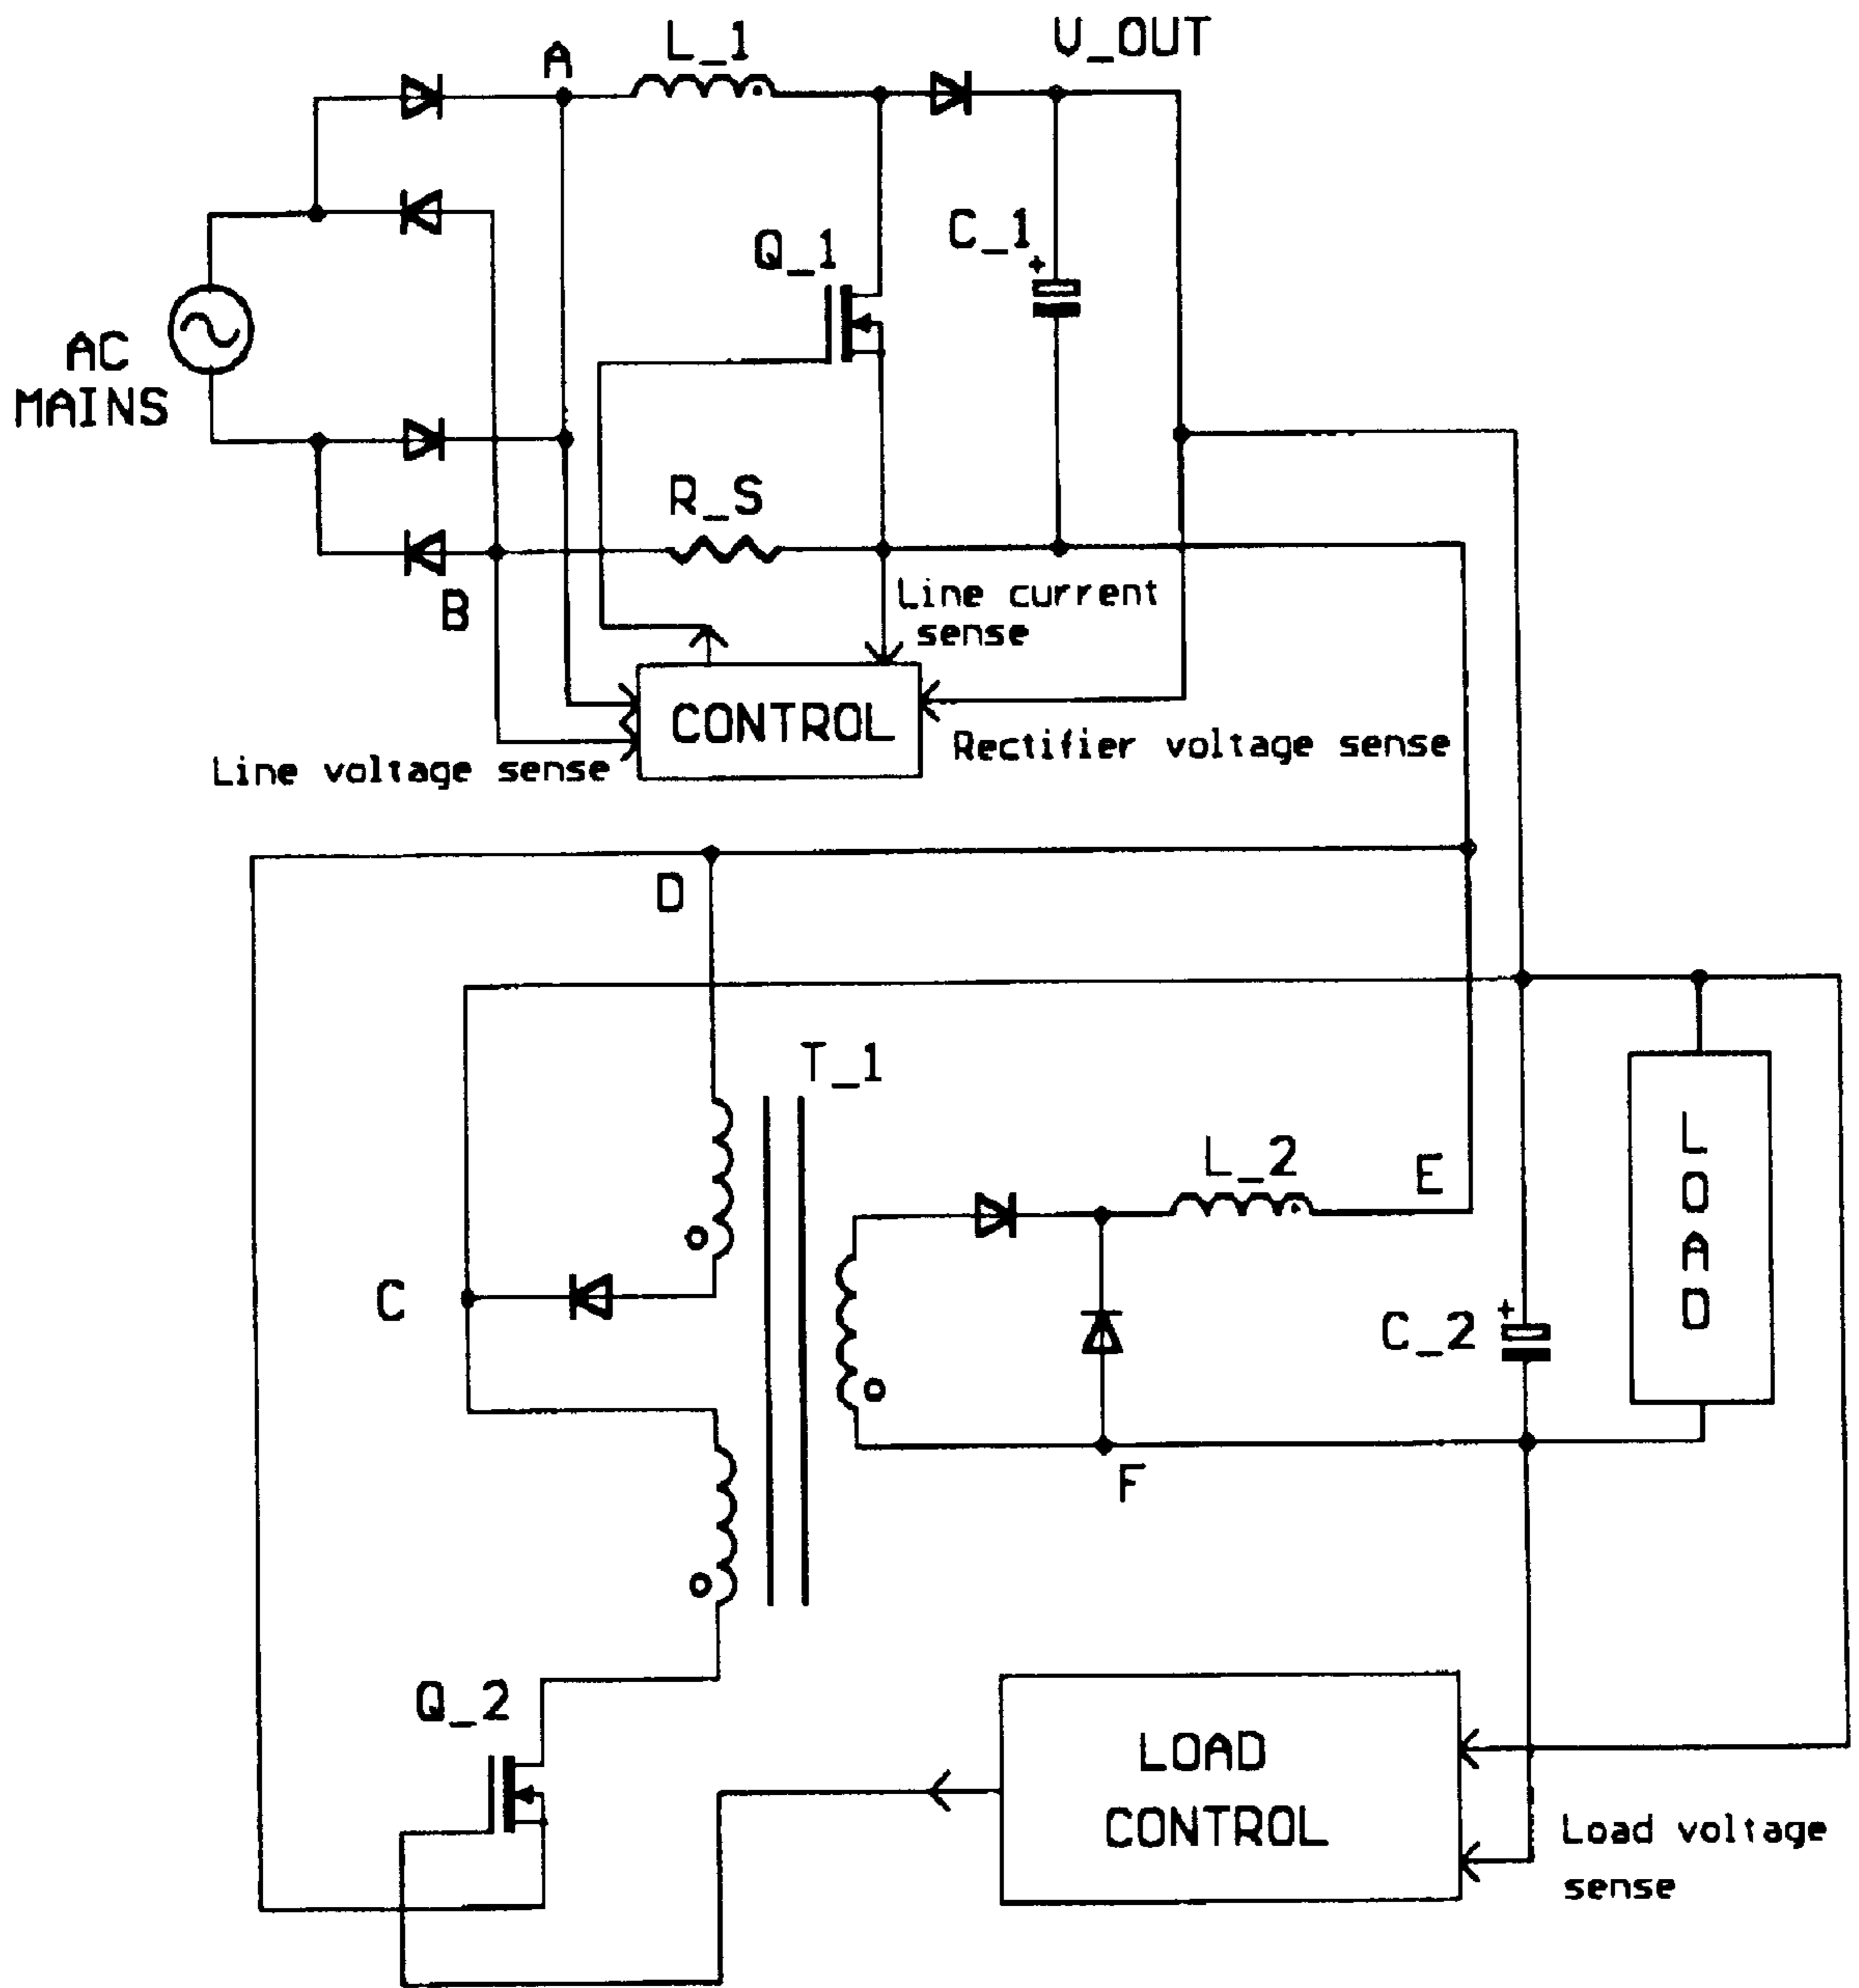 A
L_1
V_OUT
Q_1
C_1
+
AC
MAINS
R_S
B
Line current
sense
CONTROL
Rectifier voltage sense
Line voltage sense
D
T_1
L_2
E
LOAD
C
C_2
+
F
Q_2
LOAD
CONTROL
Load voltage
sense